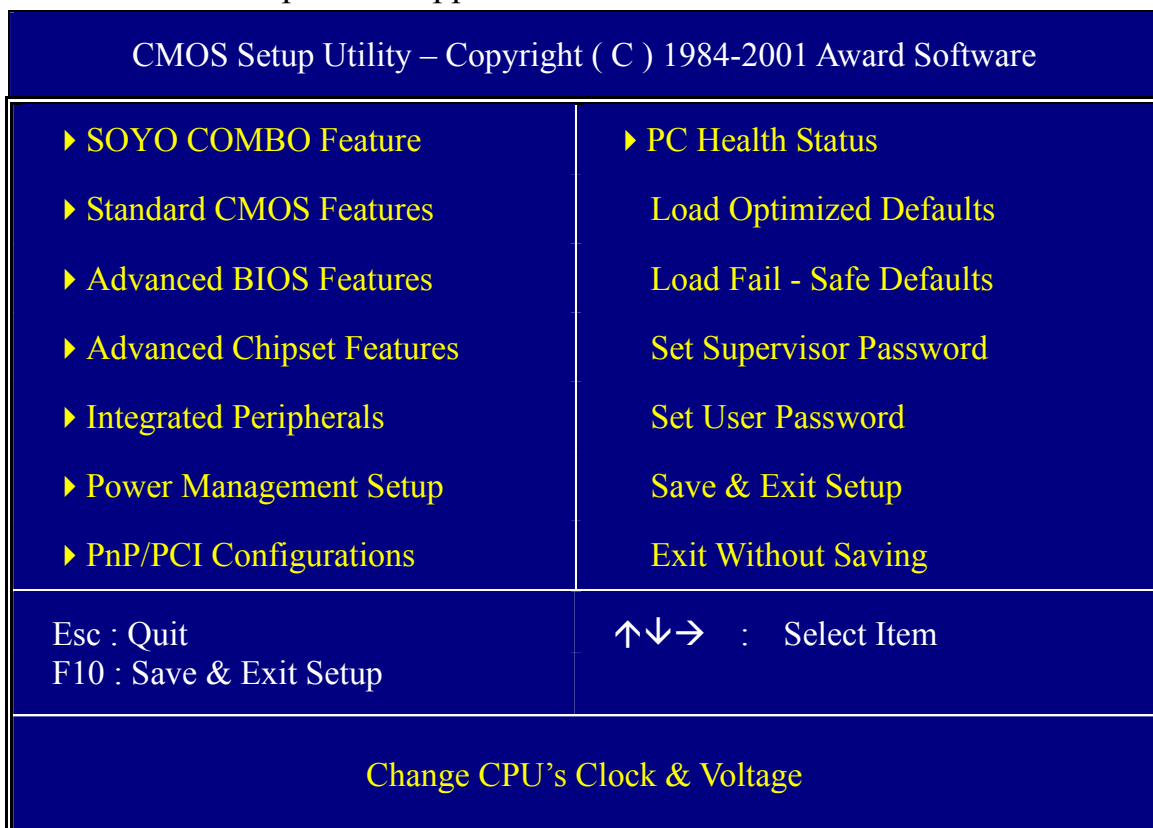 CMOS Setup Utility – Copyright ( C ) 1984-2001 Award Software
▸ SOYO COMBO Feature
▸ Standard CMOS Features
▸ Advanced BIOS Features
▸ Advanced Chipset Features
▸ Integrated Peripherals
▸ Power Management Setup
▸ PnP/PCI Configurations
▸ PC Health Status
Load Optimized Defaults
Load Fail - Safe Defaults
Set Supervisor Password
Set User Password
Save & Exit Setup
Exit Without Saving
Esc : Quit
F10 : Save & Exit Setup
↑↓→ : Select Item
Change CPU’s Clock & Voltage